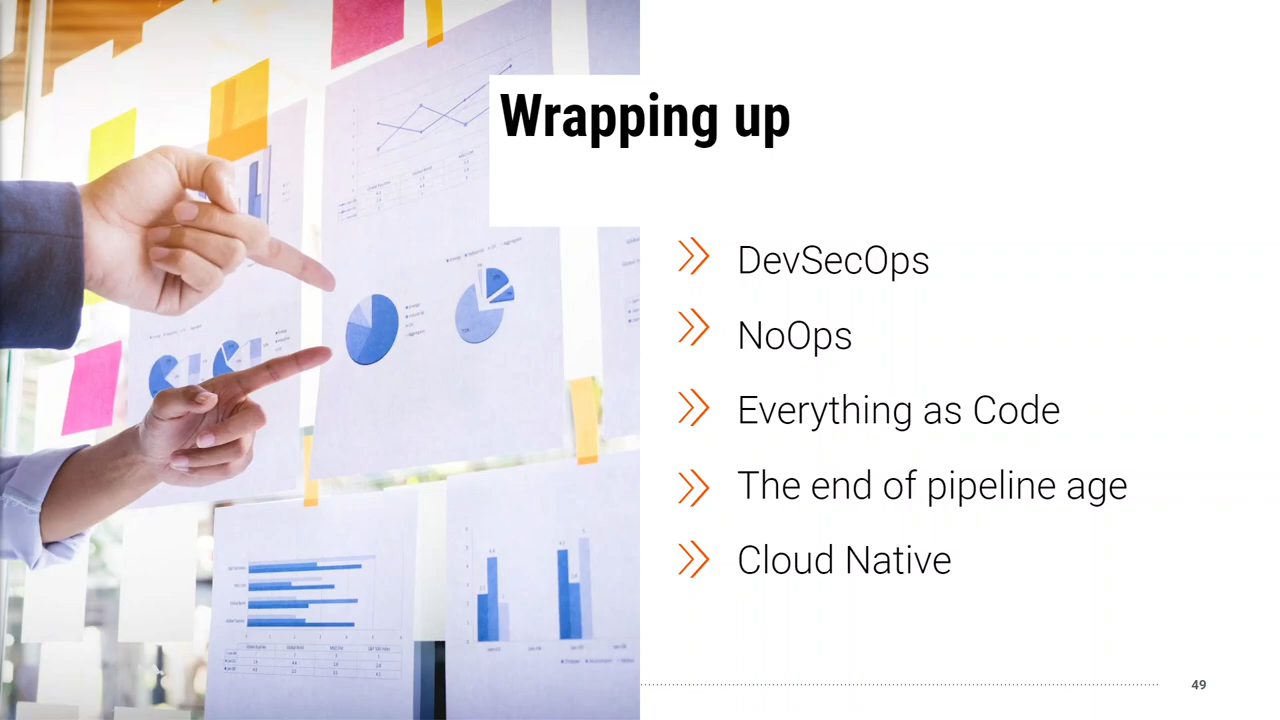 Wrapping up
DevSecOps
NoOps
Everything as Code
The end of pipeline age
Cloud Native
49